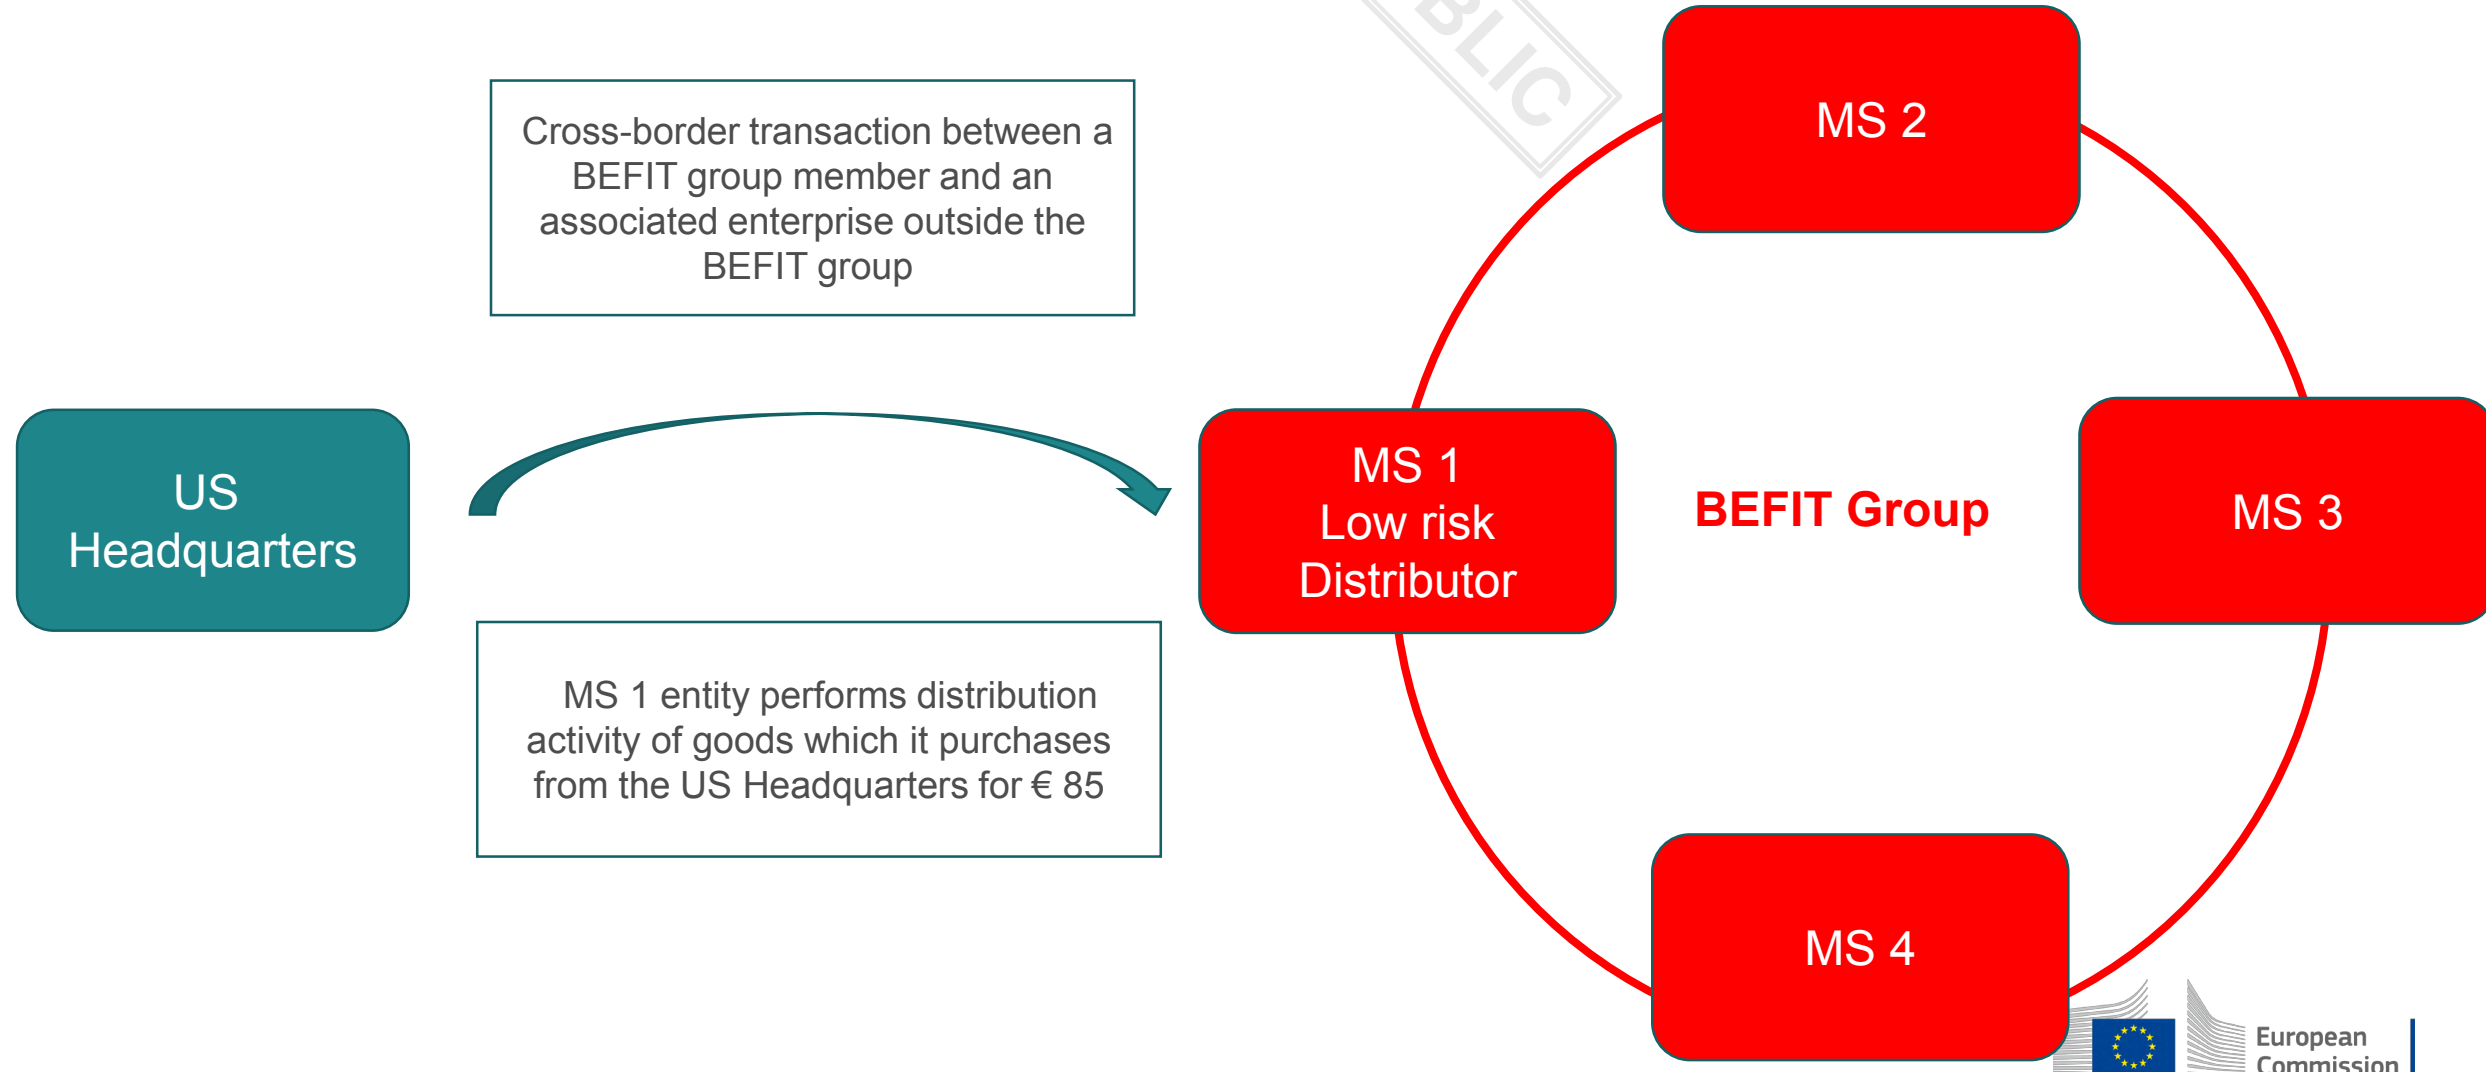 BLIC
MS 2
Cross-border transaction between a
BEFIT group member and an
associated enterprise outside the
BEFIT group
US
Headquarters
MS 1
Low risk
Distributor
BEFIT Group
MS 3
MS 1 entity performs distribution
activity of goods which it purchases
from the US Headquarters for € 85
MS 4
European
Commission